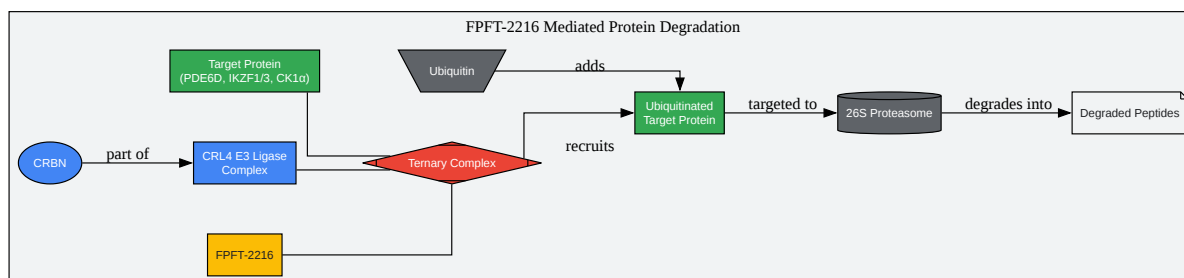 FPFT-2216 Mediated Protein Degradation
Target Protein
(PDE6D, IKZF1/3, CK1α)
Ubiquitin
adds
Ubiquitinated
Target Protein
targeted to
26S Proteasome
degrades into
Degraded Peptides
CRBN
part of
CRL4 E3 Ligase
Complex
Ternary Complex
recruits
FPFT-2216